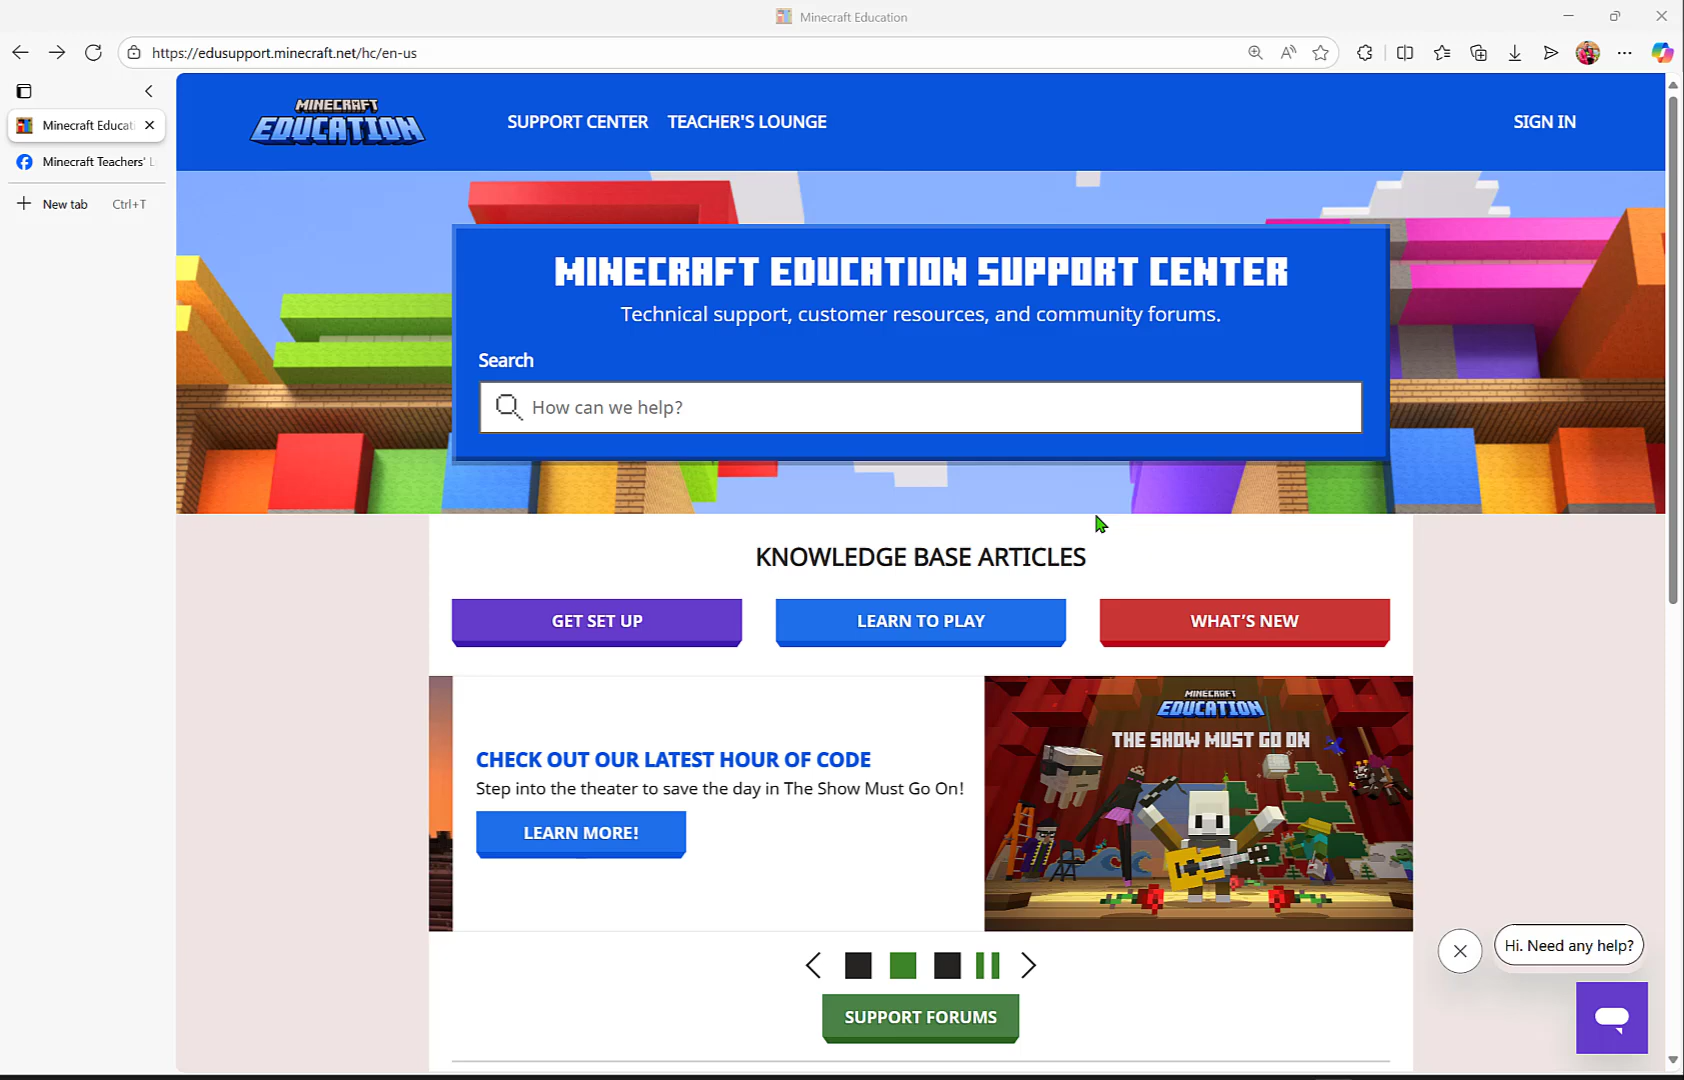 Minecraft Education
https://edusupport.minecraft.net/hc/en-us
Minecraft Educat
Minecraft Teachers' L
New tab Ctrl+T
MINECRAFT
EDUCATION
SUPPORT CENTER
TEACHER'S LOUNGE
SIGN IN
MINECRAFT EDUCATION SUPPORT CENTER
Technical support, customer resources, and community forums.
Search
How can we help?
KNOWLEDGE BASE ARTICLES
GET SET UP
LEARN TO PLAY
WHAT'S NEW
CHECK OUT OUR LATEST HOUR OF CODE
Step into the theater to save the day in The Show Must Go On!
LEARN MORE!
MINECRAFT
EDUCATION
THE SHOW MUST GO ON
Hi. Need any help?
SUPPORT FORUMS